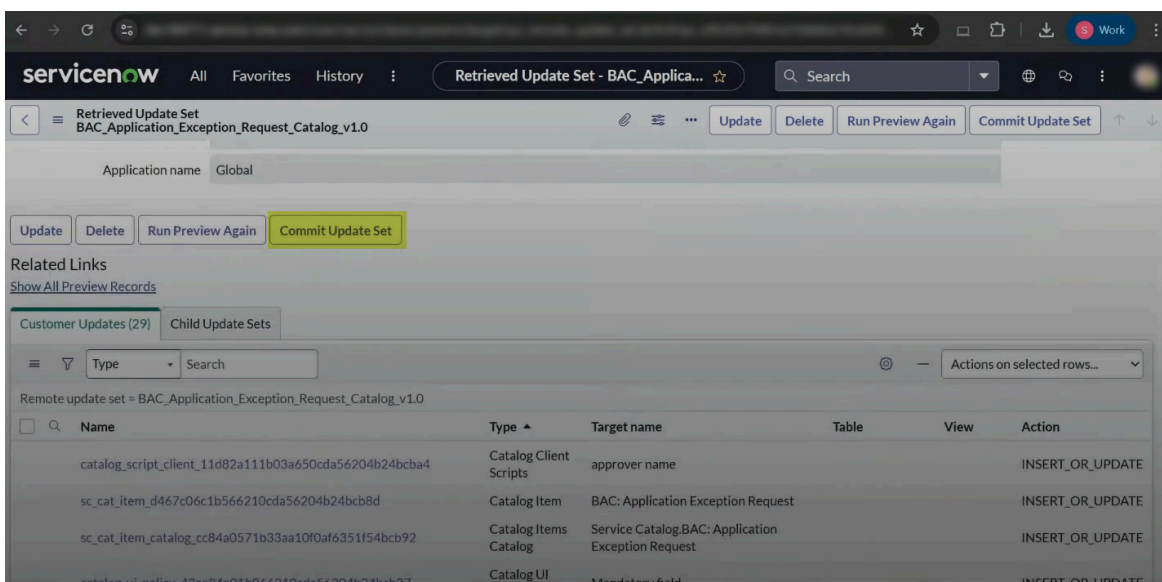 S Work
servicenow All Favorites History Retrieved Update Set - BAC_Applica... Search
Retrieved Update Set
BAC_Application_Exception_Request_Catalog_v1.0
Update Delete Run Preview Again Commit Update Set
Application name Global
Update Delete Run Preview Again Commit Update Set
Related Links
Show All Preview Records
Customer Updates (29) Child Update Sets
Type Search Actions on selected rows...
Remote update set = BAC_Application_Exception_Request_Catalog_v1.0
Name Type Target name Table View Action
catalog_script_client_11d82a111b03a650cda56204b24bcba4 Catalog Client Scripts approver name INSERT_OR_UPDATE
sc_cat_item_d467c06c1b566210cda56204b24bcb8d Catalog Item BAC: Application Exception Request INSERT_OR_UPDATE
sc_cat_item_catalog_cc84a0571b33aa10f0af6351f54bcb92 Catalog Items Catalog Service Catalog.BAC: Application Exception Request INSERT_OR_UPDATE
Catalog UI